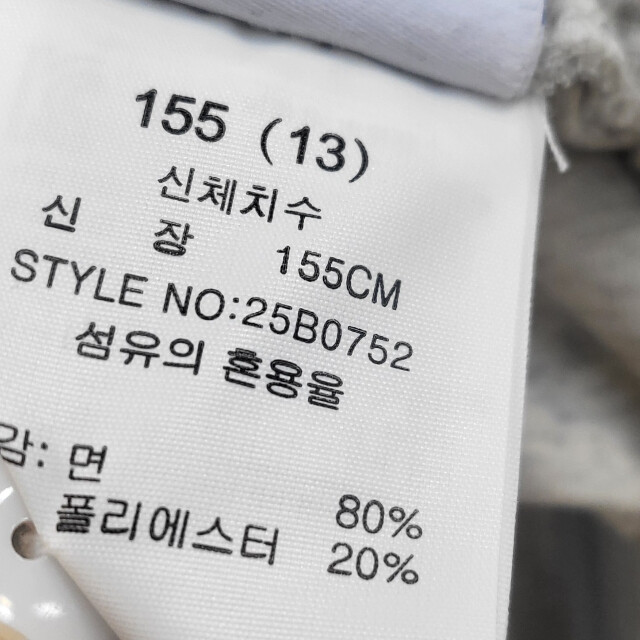 155 (13)
신체치수
신 장 155CM
STYLE NO:25B0752
섬유의 혼용율
감: 면 80%
폴리에스터 20%